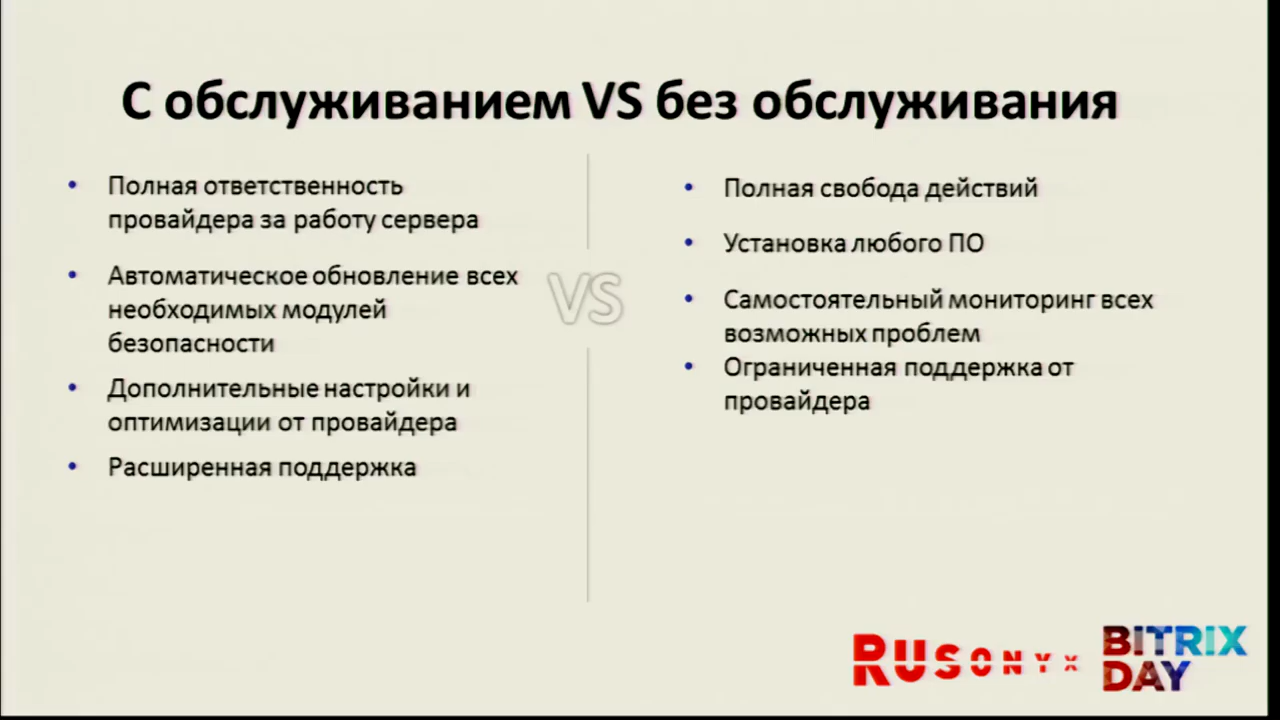 С обслуживанием VS без обслуживания
• Полная ответственность
провайдера за работу сервера
• Автоматическое обновление всех
необходимых модулей
безопасности
• Дополнительные настройки и
оптимизации от провайдера
• Расширенная поддержка
VS
• Полная свобода действий
• Установка любого ПО
• Самостоятельный мониторинг всех
возможных проблем
• Ограниченная поддержка от
провайдера
RUSONYX
BITRIX
DAY